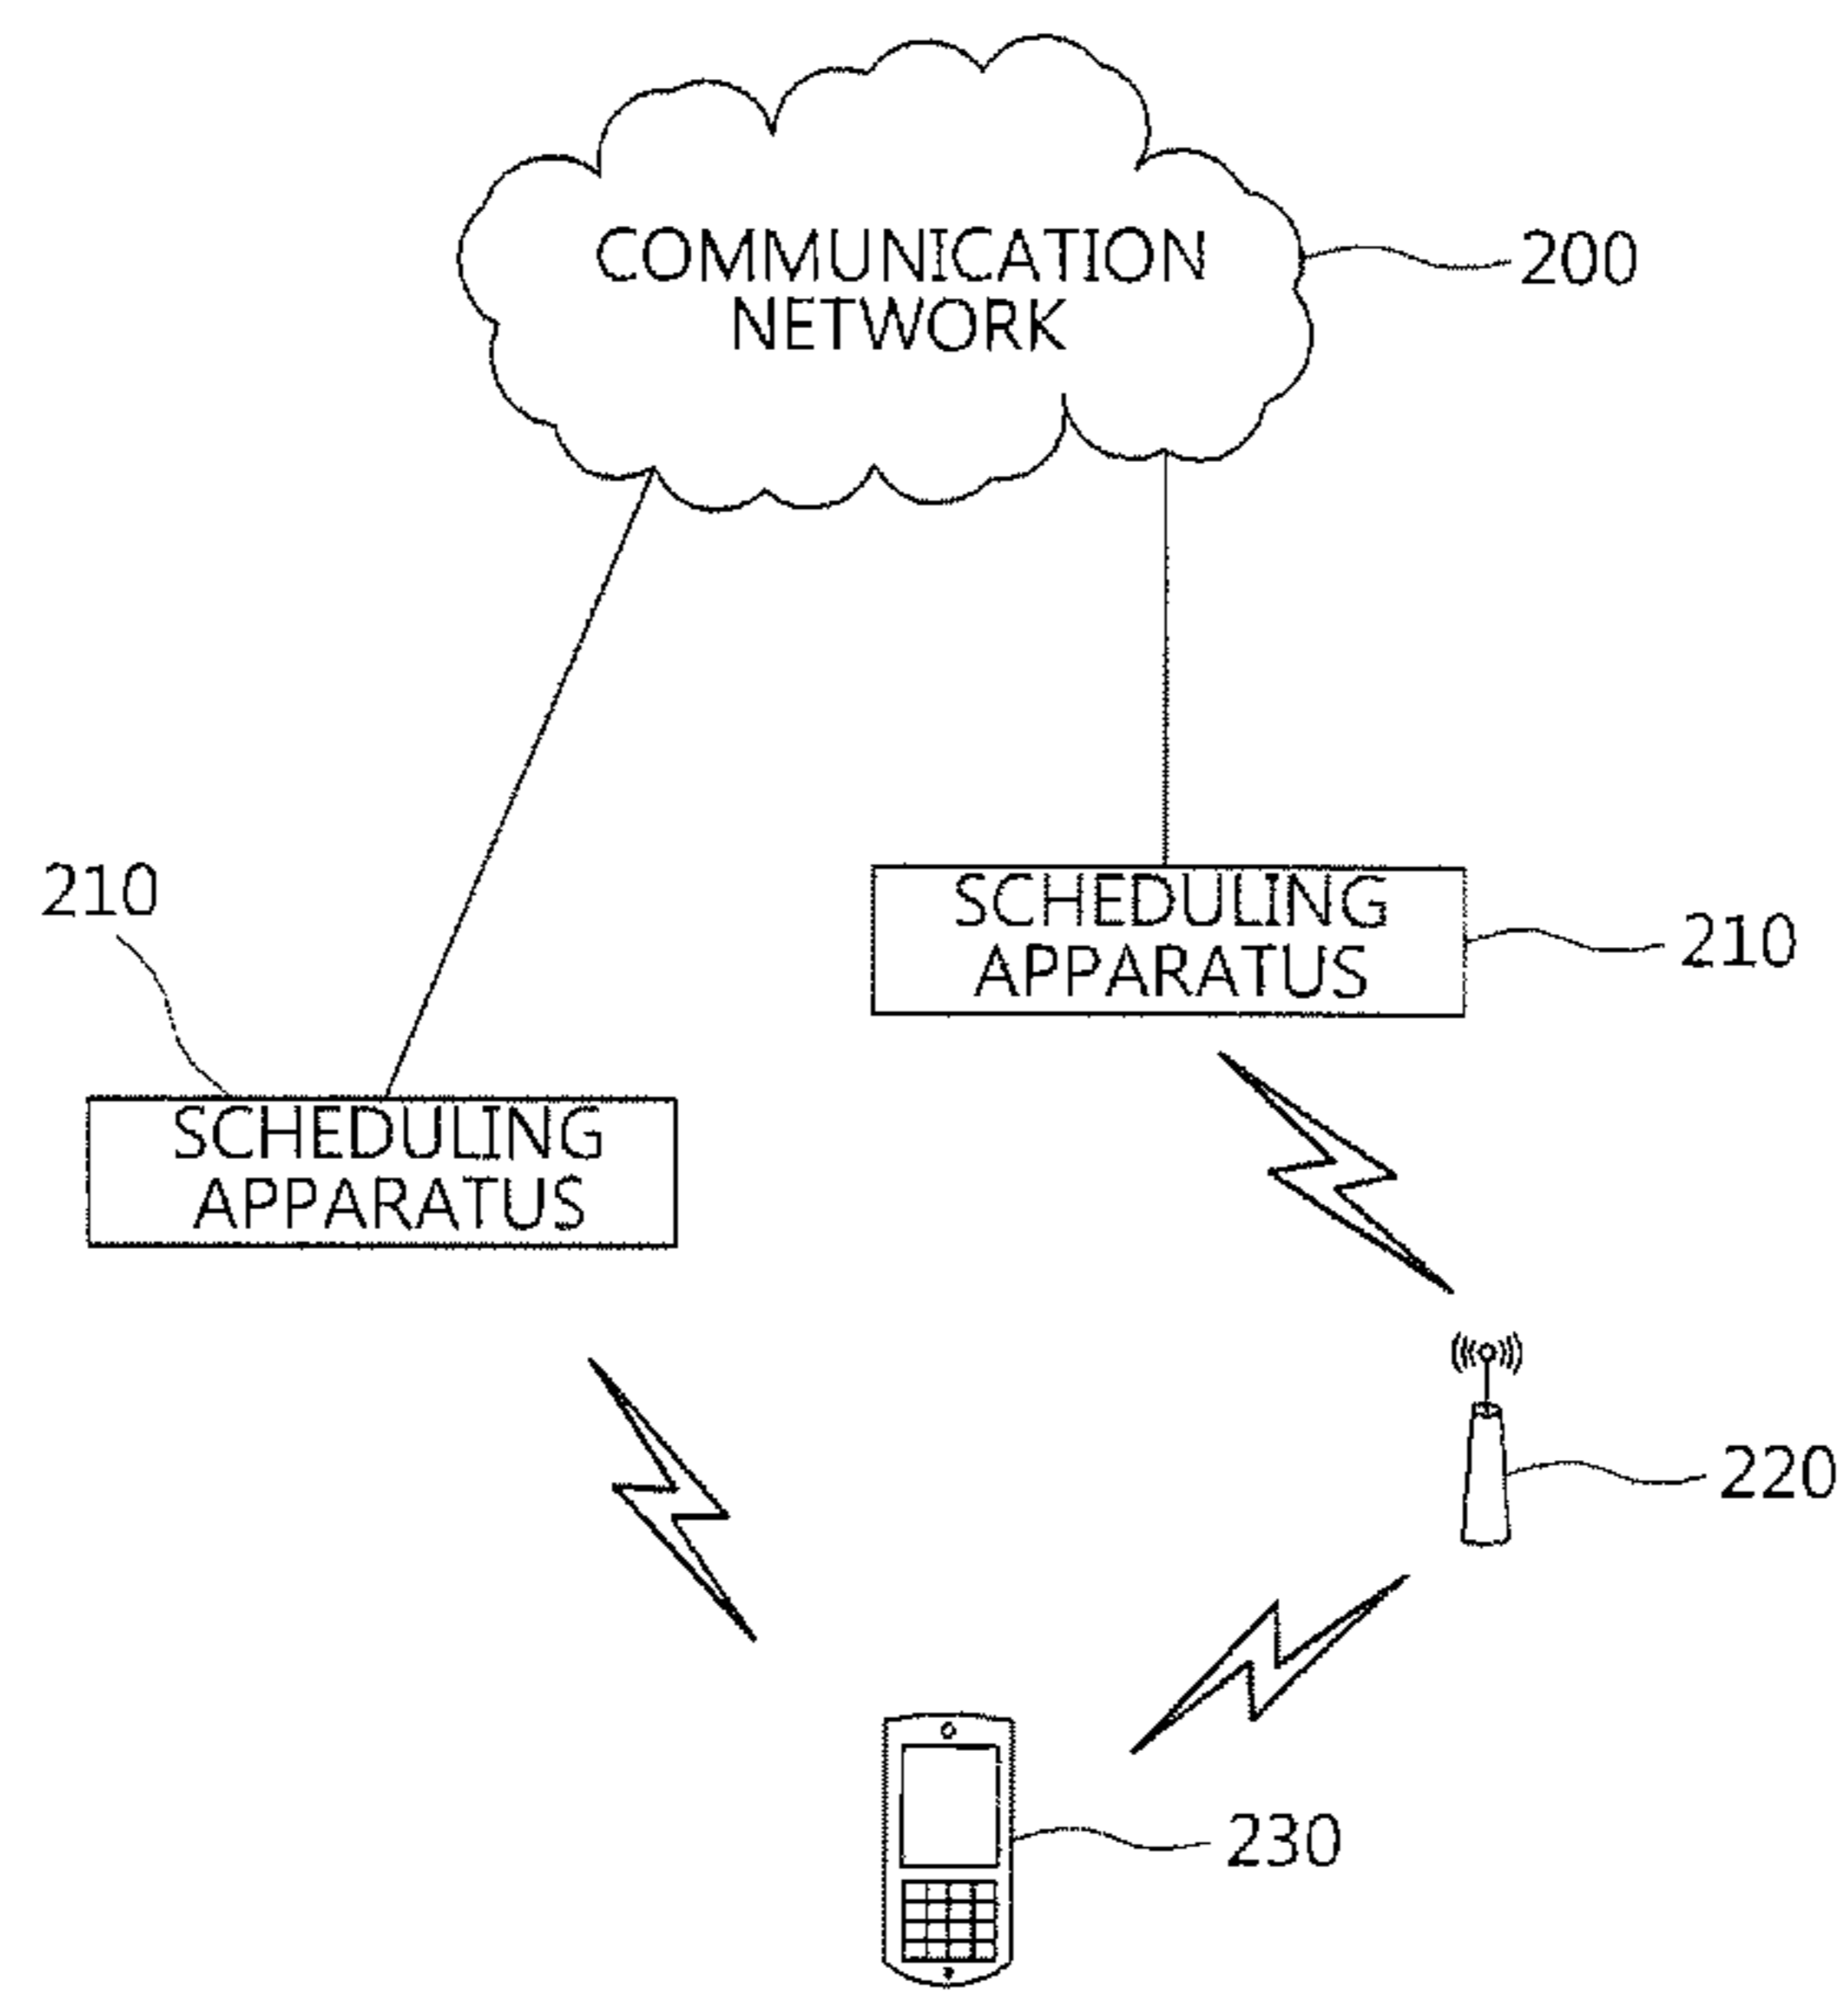 COMMUNICATION
NETWORK
200
210
SCHEDULING
APPARATUS
210
SCHEDULING
APPARATUS
220
230